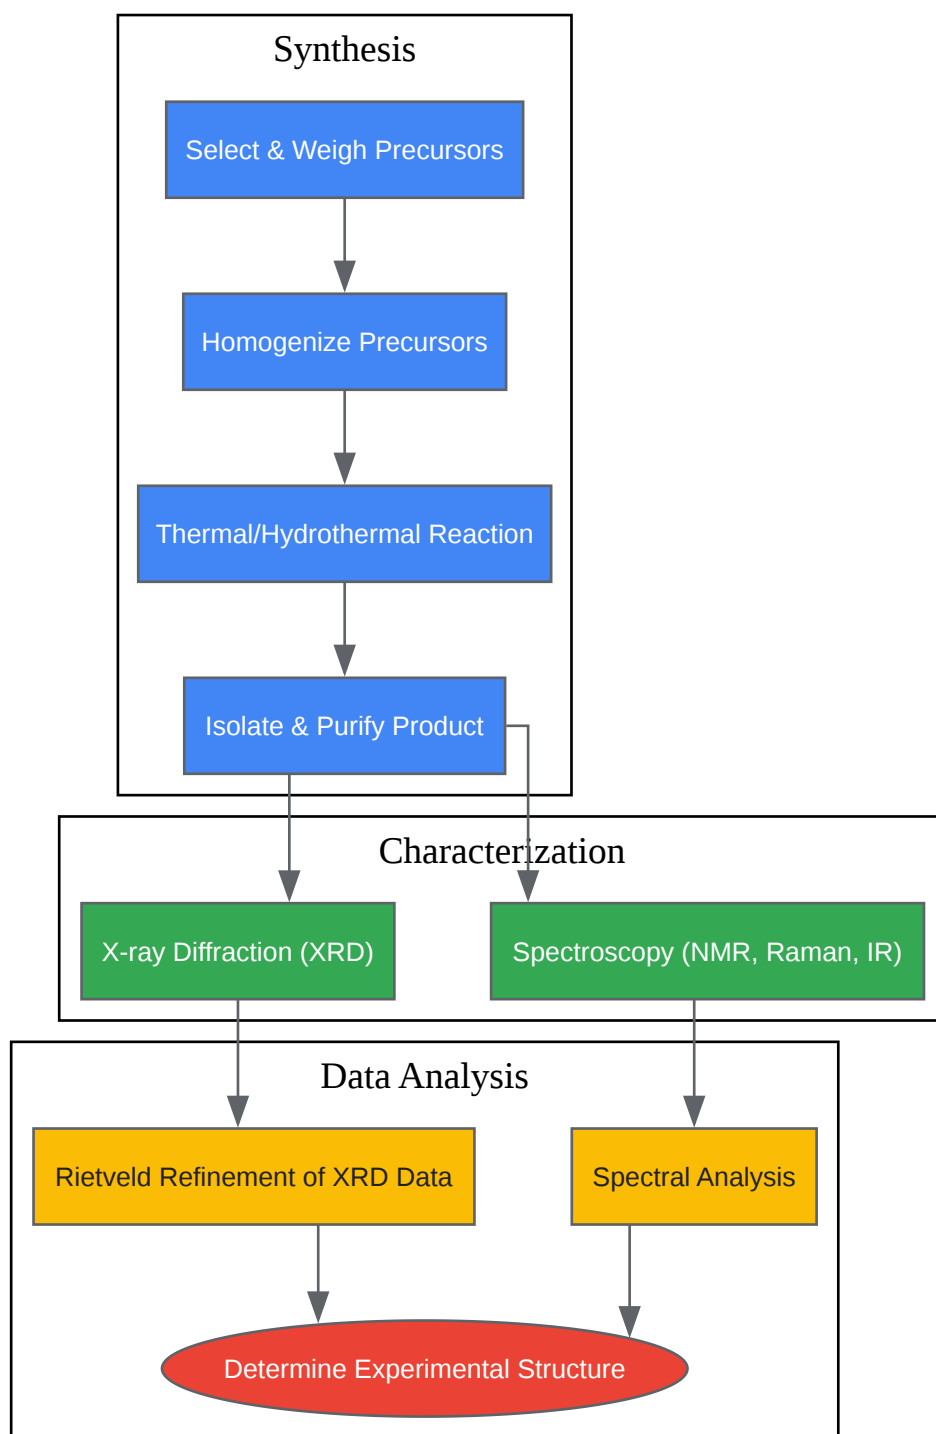 Synthesis
Select & Weigh Precursors
Homogenize Precursors
Thermal/Hydrothermal Reaction
Isolate & Purify Product
Characterization
X-ray Diffraction (XRD)
Spectroscopy (NMR, Raman, IR)
Data Analysis
Rietveld Refinement of XRD Data
Spectral Analysis
Determine Experimental Structure